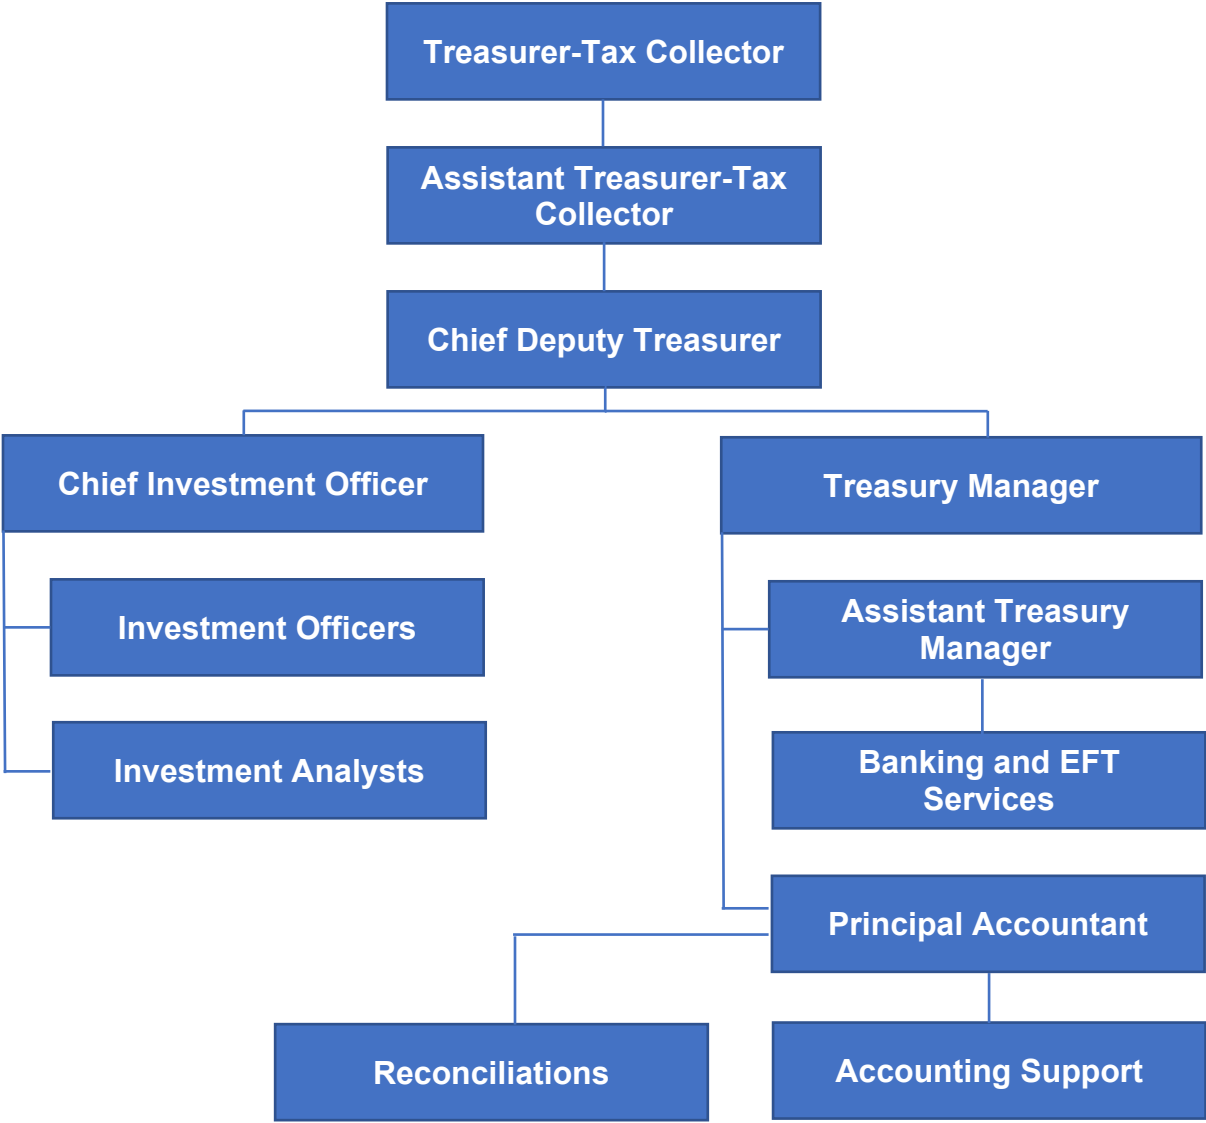 Treasurer-Tax Collector
Assistant Treasurer-Tax
Collector
Chief Deputy Treasurer
Chief Investment Officer
Treasury Manager
Investment Officers
Assistant Treasury
Manager
Investment Analysts
Banking and EFT
Services
Principal Accountant
Reconciliations
Accounting Support